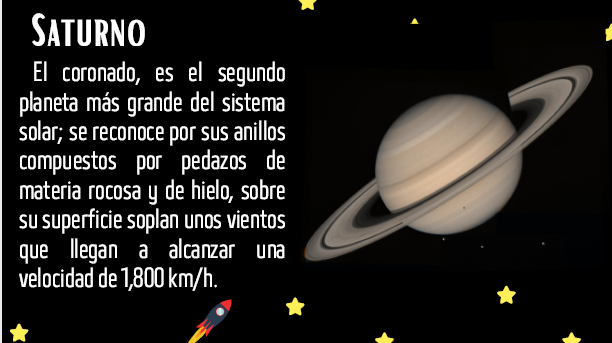 SATURNO
El coronado, es el segundo
planeta más grande del sistema
solar; se reconoce por sus anillos
compuestos por pedazos de
materia rocosa y de hielo, sobre
su superficie soplan unos vientos
que llegan a alcanzar una
velocidad de 1,800 km/h.